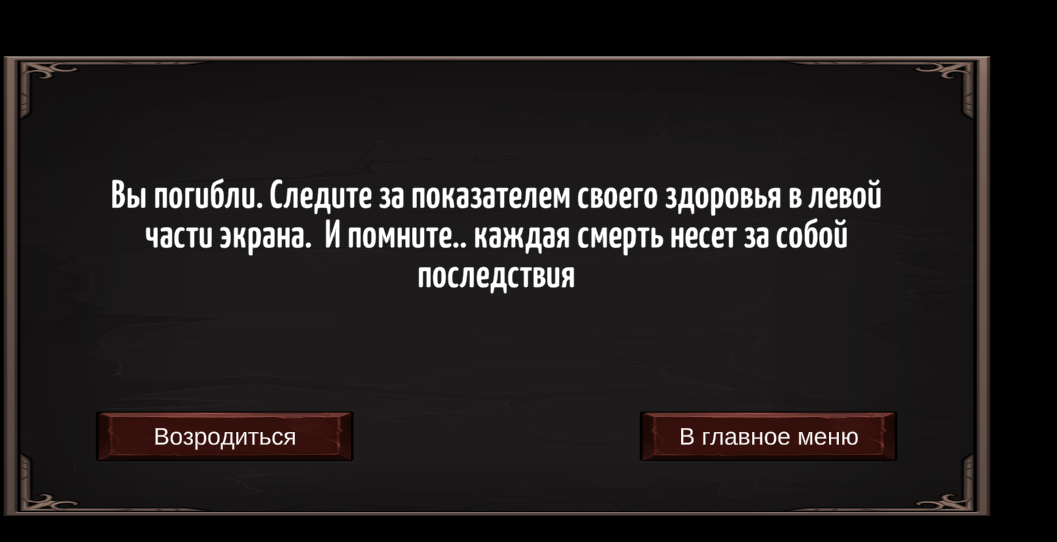 Вы погибли. Следите за показателем своего здоровья в левой
части экрана.  И помните.. каждая смерть несет за собой
последствия
Возродиться
В главное меню